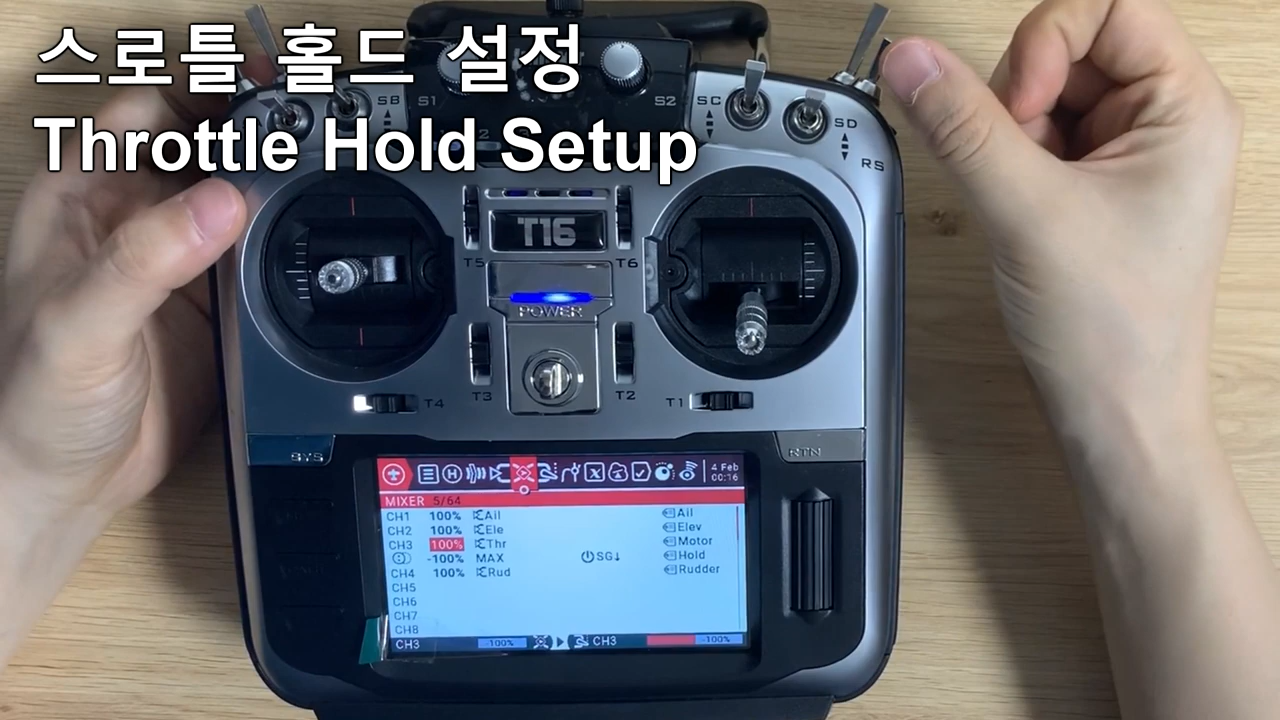 스로틀 홀드 설정
Throttle Hold Setup
SB S1 S2 SC
SD
RS
T16
T5 T6
POWER
T4 T3 T2 T1
SYS RTN
4 Feb
00:16
MIXER 5/64
CH1 100% Ail Ail
CH2 100% Ele Elev
CH3 100% Thr Motor
-100% MAX SG↓ Hold
CH4 100% Rud Rudder
CH5
CH6
CH7
CH8
CH3 -100% CH3 -100%